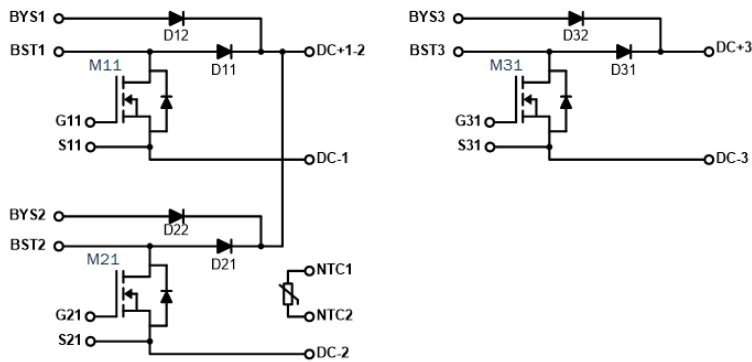 BYS1
D12
BST1
DC+1-2
D11
M11
G11
S11
DC-1
BYS2
D22
BST2
D21
M21
NTC1
G21
NTC2
S21
DC-2
BYS3
D32
BST3
DC+3
D31
M31
G31
S31
DC-3